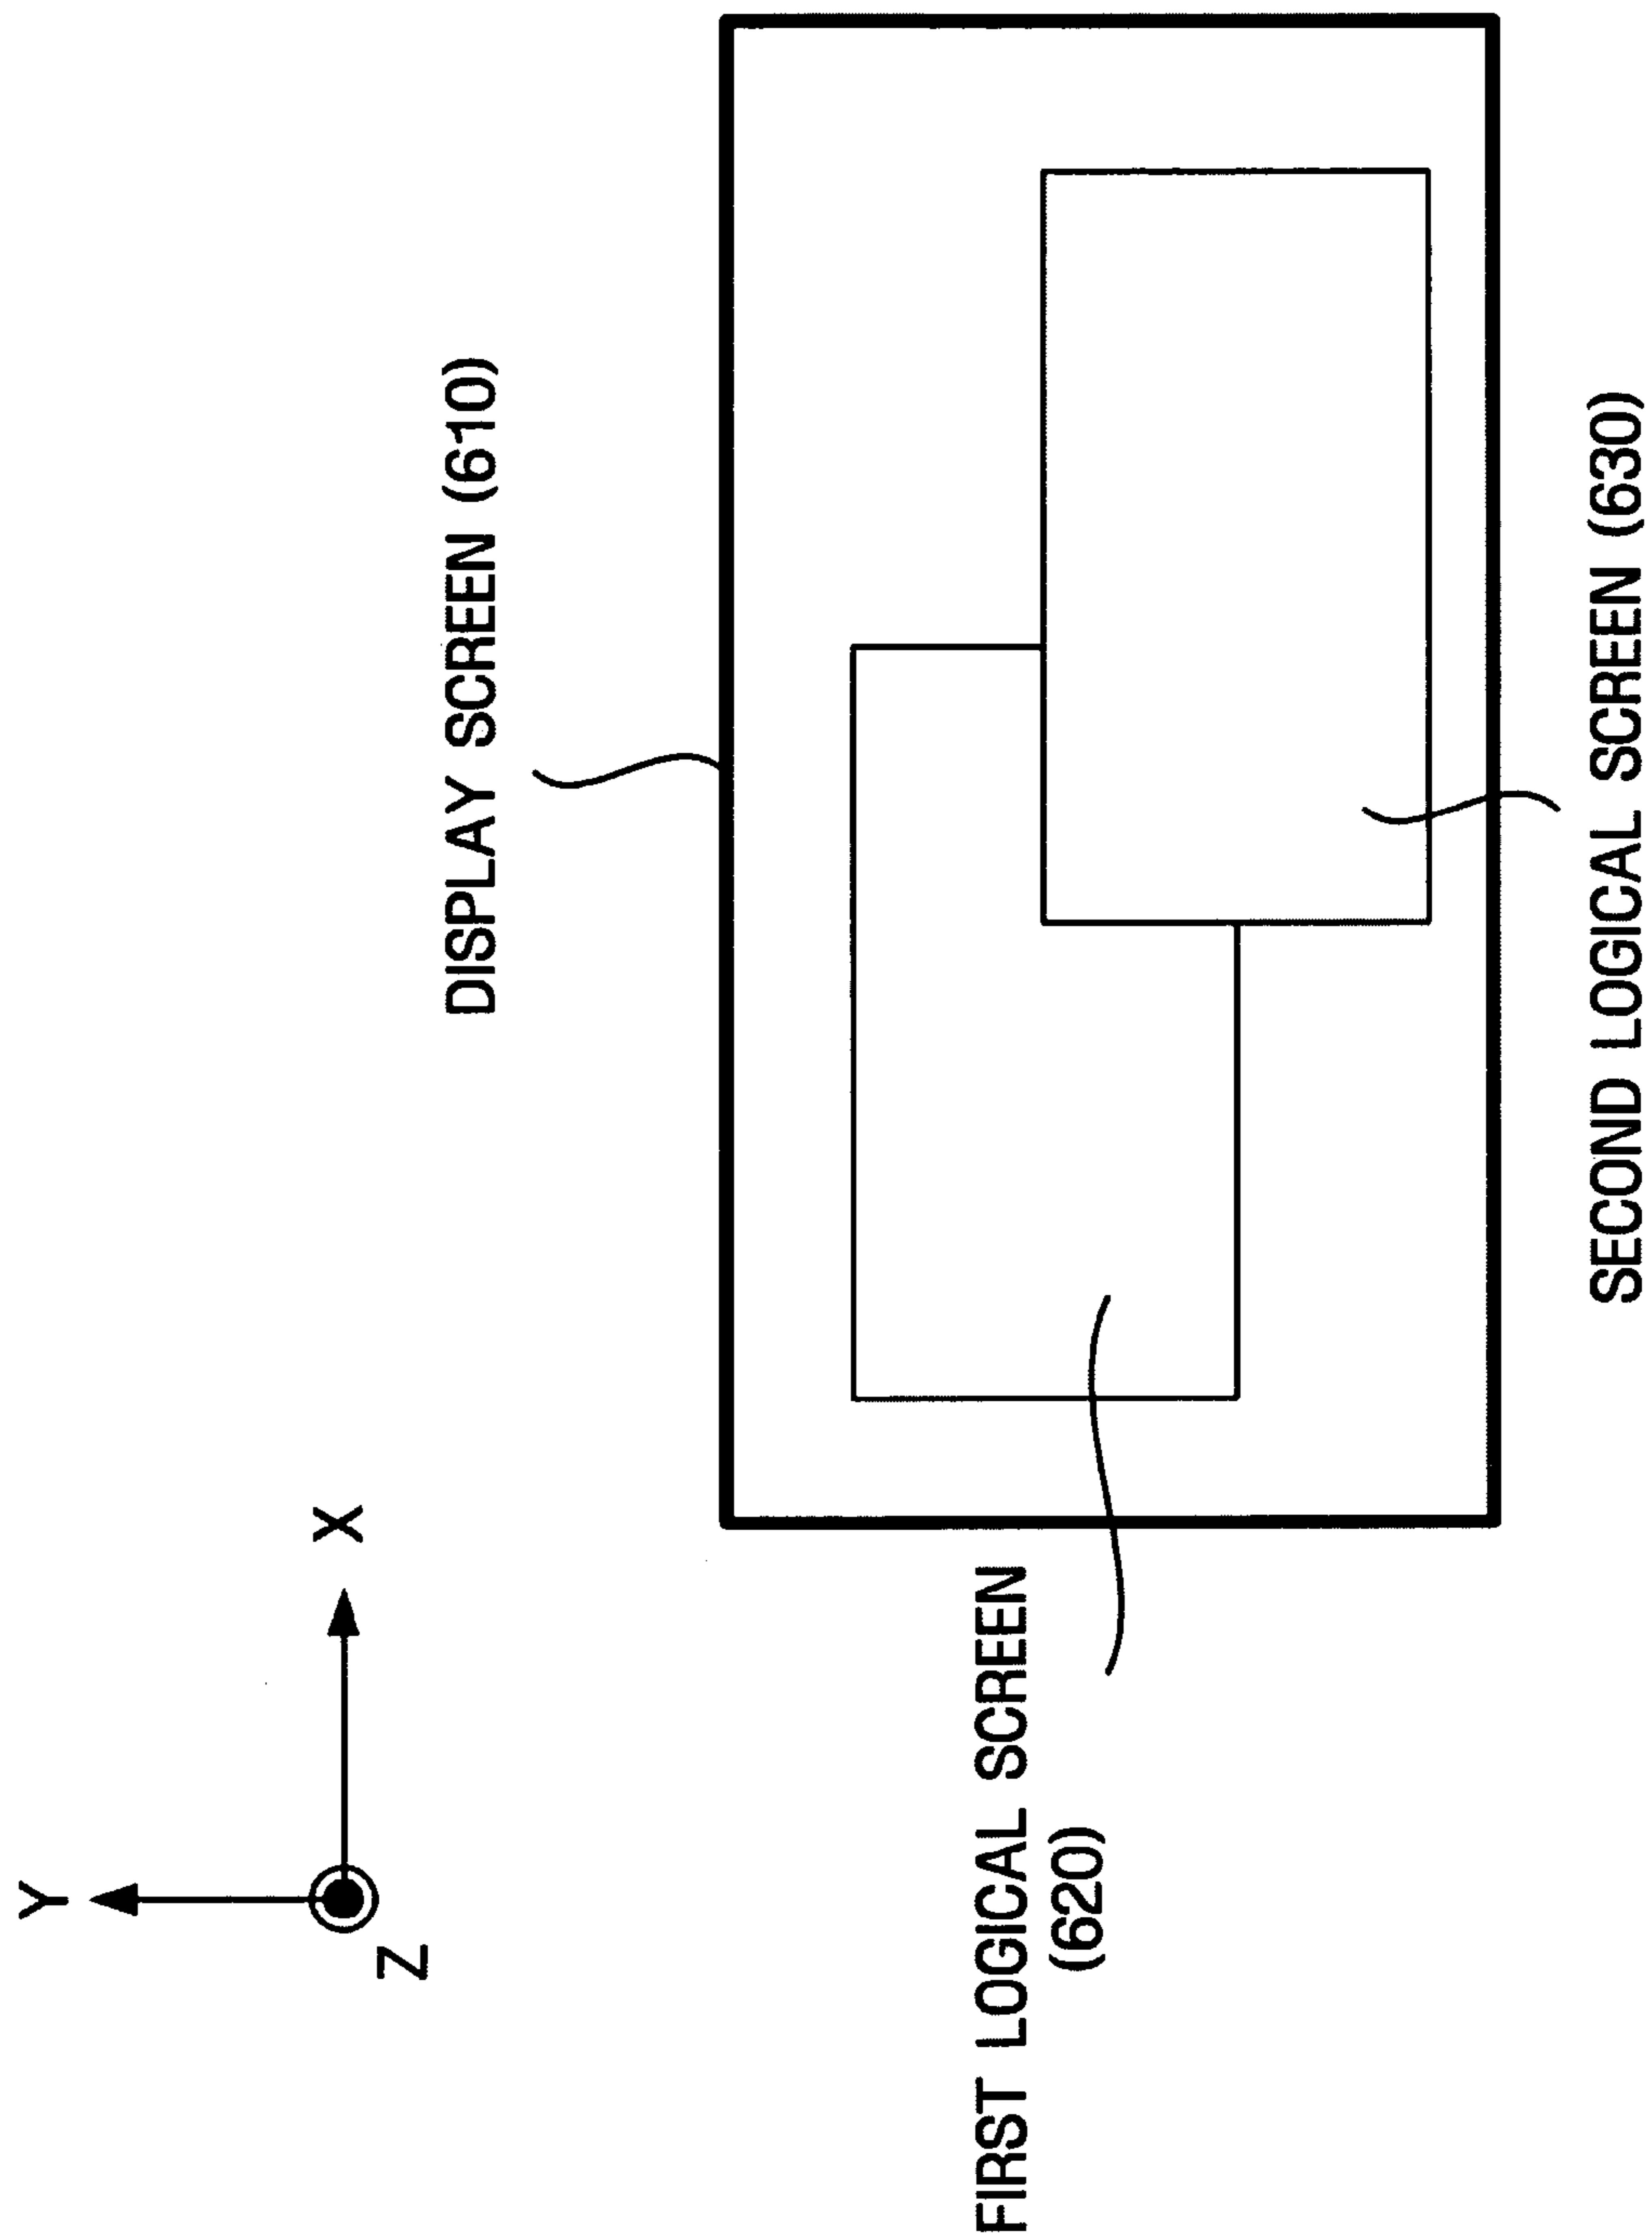 Y
X
Z
DISPLAY SCREEN (610)
FIRST LOGICAL SCREEN
(620)
SECOND LOGICAL SCREEN (630)